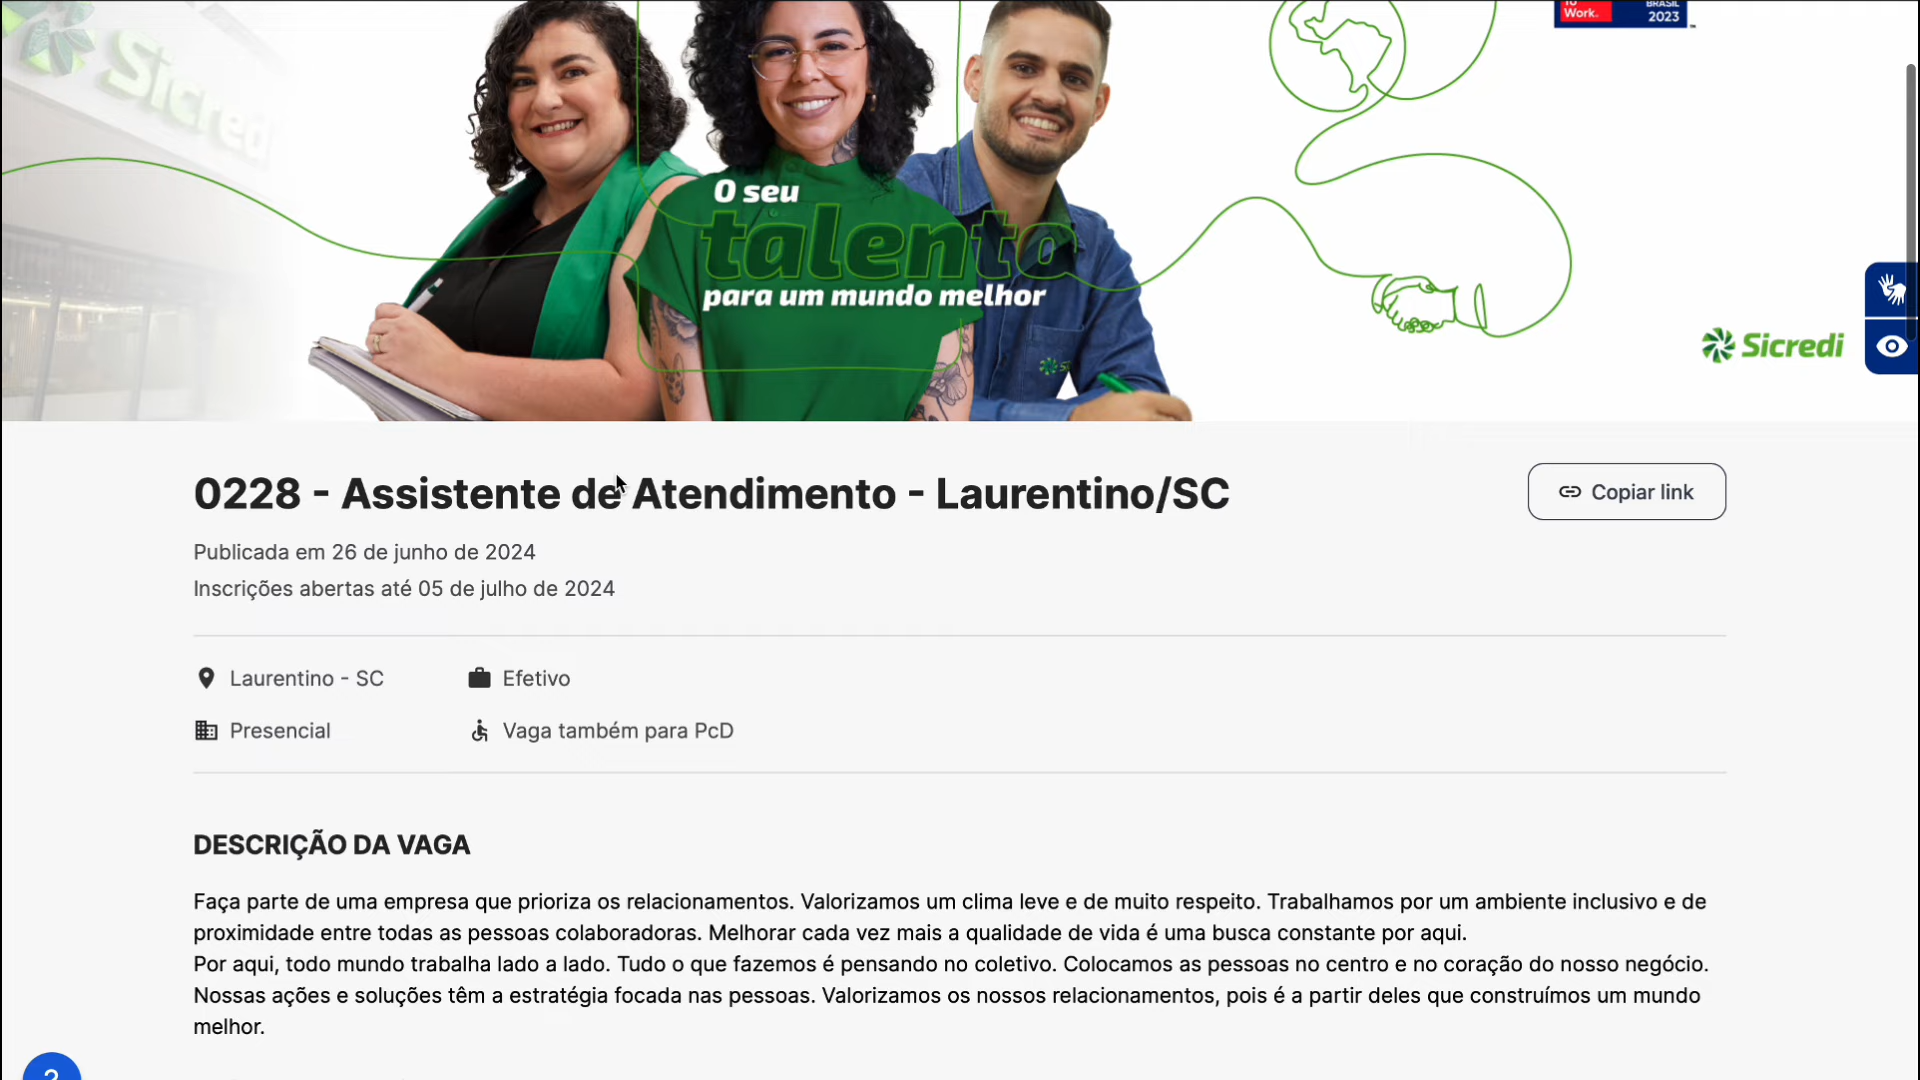 Work.
BRASIL
2023
Sicredi
O seu
talento
para um mundo melhor
Sicredi
0228 - Assistente de Atendimento - Laurentino/SC
Copiar link
Publicada em 26 de junho de 2024
Inscrições abertas até 05 de julho de 2024
Laurentino - SC
Efetivo
Presencial
Vaga também para PcD
DESCRIÇÃO DA VAGA
Faça parte de uma empresa que prioriza os relacionamentos. Valorizamos um clima leve e de muito respeito. Trabalhamos por um ambiente inclusivo e de
proximidade entre todas as pessoas colaboradoras. Melhorar cada vez mais a qualidade de vida é uma busca constante por aqui.
Por aqui, todo mundo trabalha lado a lado. Tudo o que fazemos é pensando no coletivo. Colocamos as pessoas no centro e no coração do nosso negócio.
Nossas ações e soluções têm a estratégia focada nas pessoas. Valorizamos os nossos relacionamentos, pois é a partir deles que construímos um mundo
melhor.